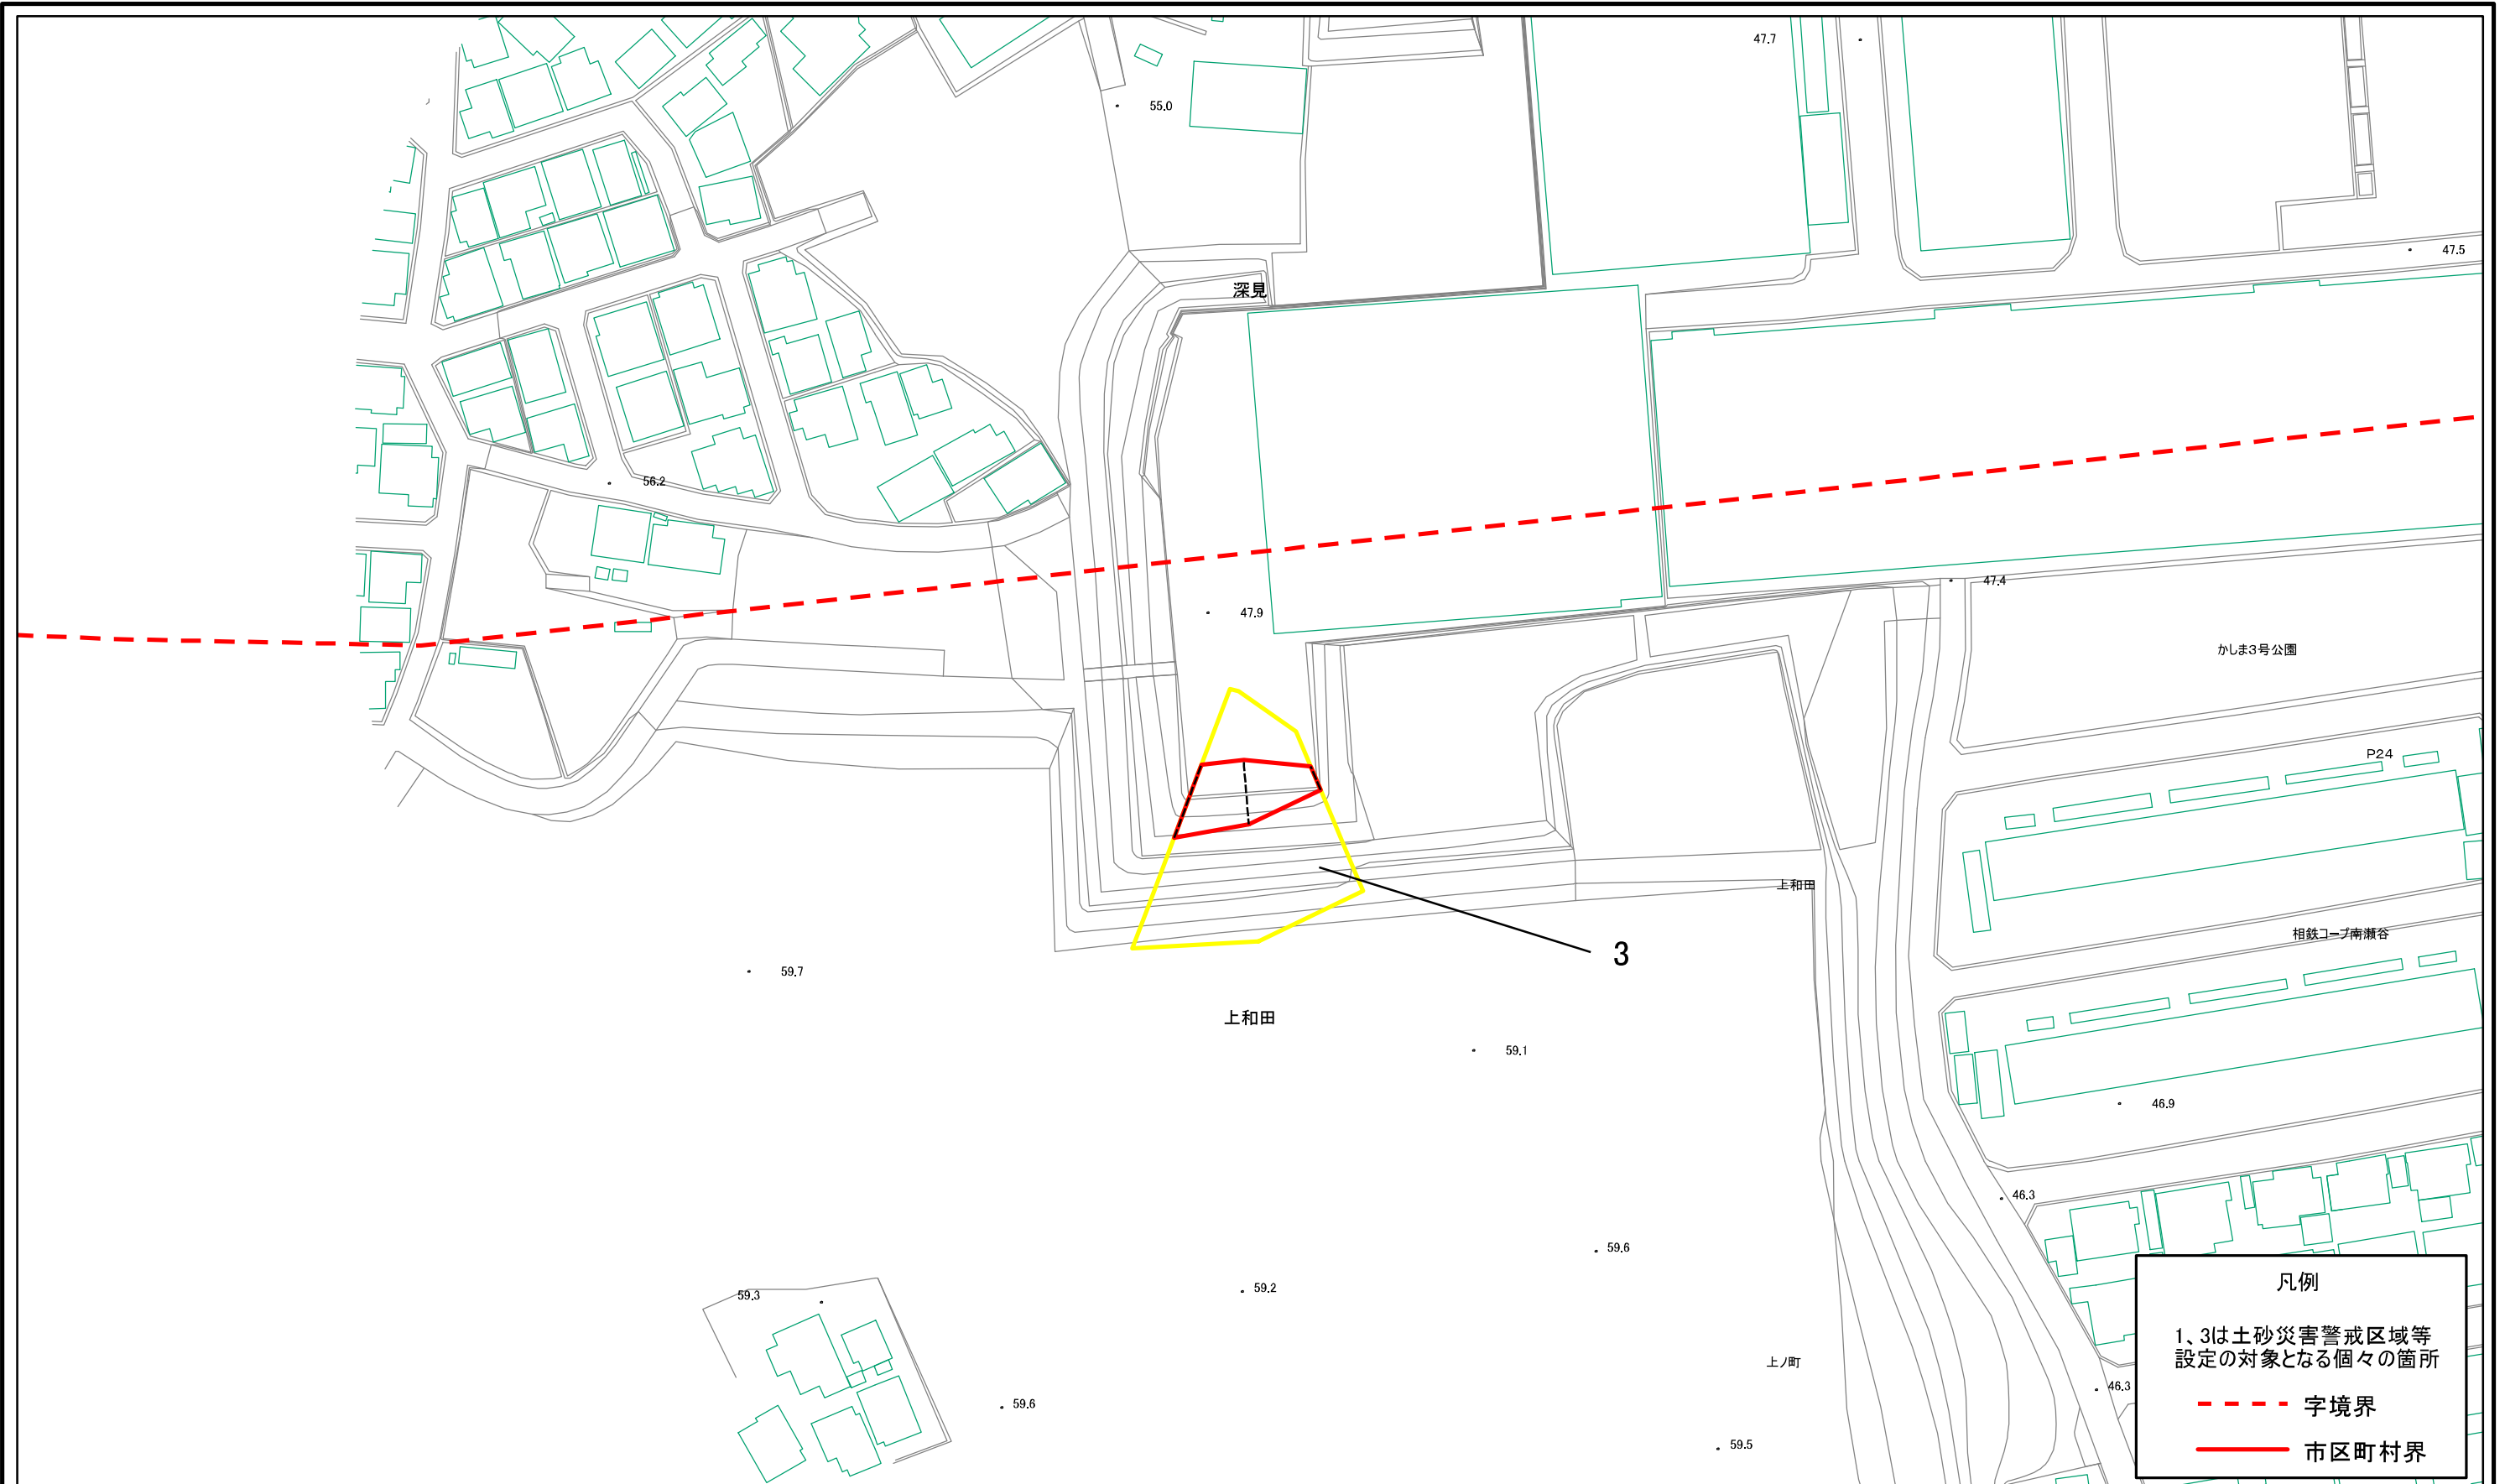 47.7
55.0
47.5
深見
56.2
47.4
47.9
かしま3号公園
P24
上和田
相鉄コープ南瀬谷
3
59.7
上和田
59.1
46.9
46.3
59.6
59.2
59.3
上ノ町
46.3
59.6
59.5
凡例
1、3は土砂災害警戒区域等
設定の対象となる個々の箇所
字境界
市区町村界